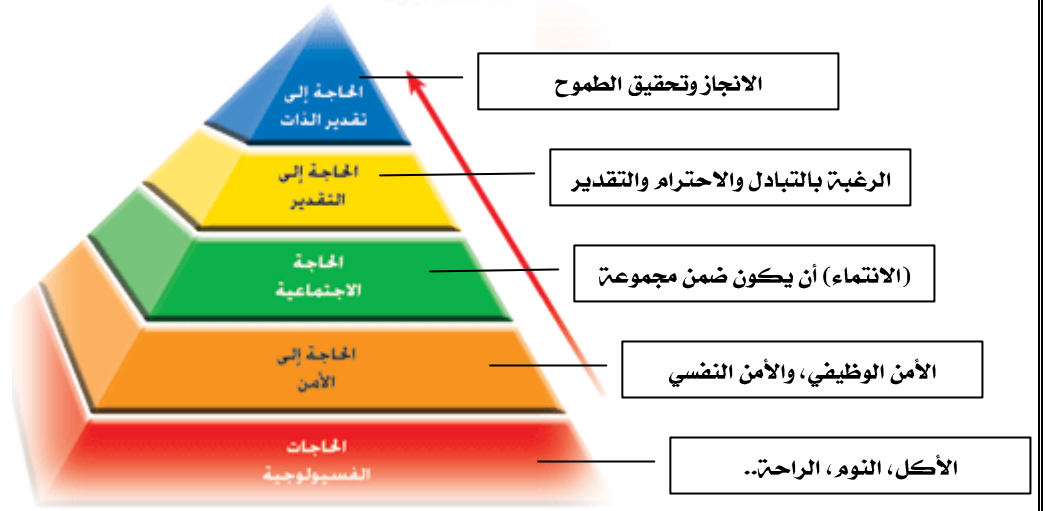 الحاجة إلى
تقدير الذات
الانجاز وتحقيق الطموح
الحاجة إلى
التقدير
الرغبة بالتبادل والاحترام والتقدير
الحاجة
الاجتماعية
(الانتماء) أن يكون ضمن مجموعة
الحاجة إلى
الأمن
الأمن الوظيفي، والأمن النفسي
الحاجات
الفسيولوجية
الأكل، النوم، الراحة..